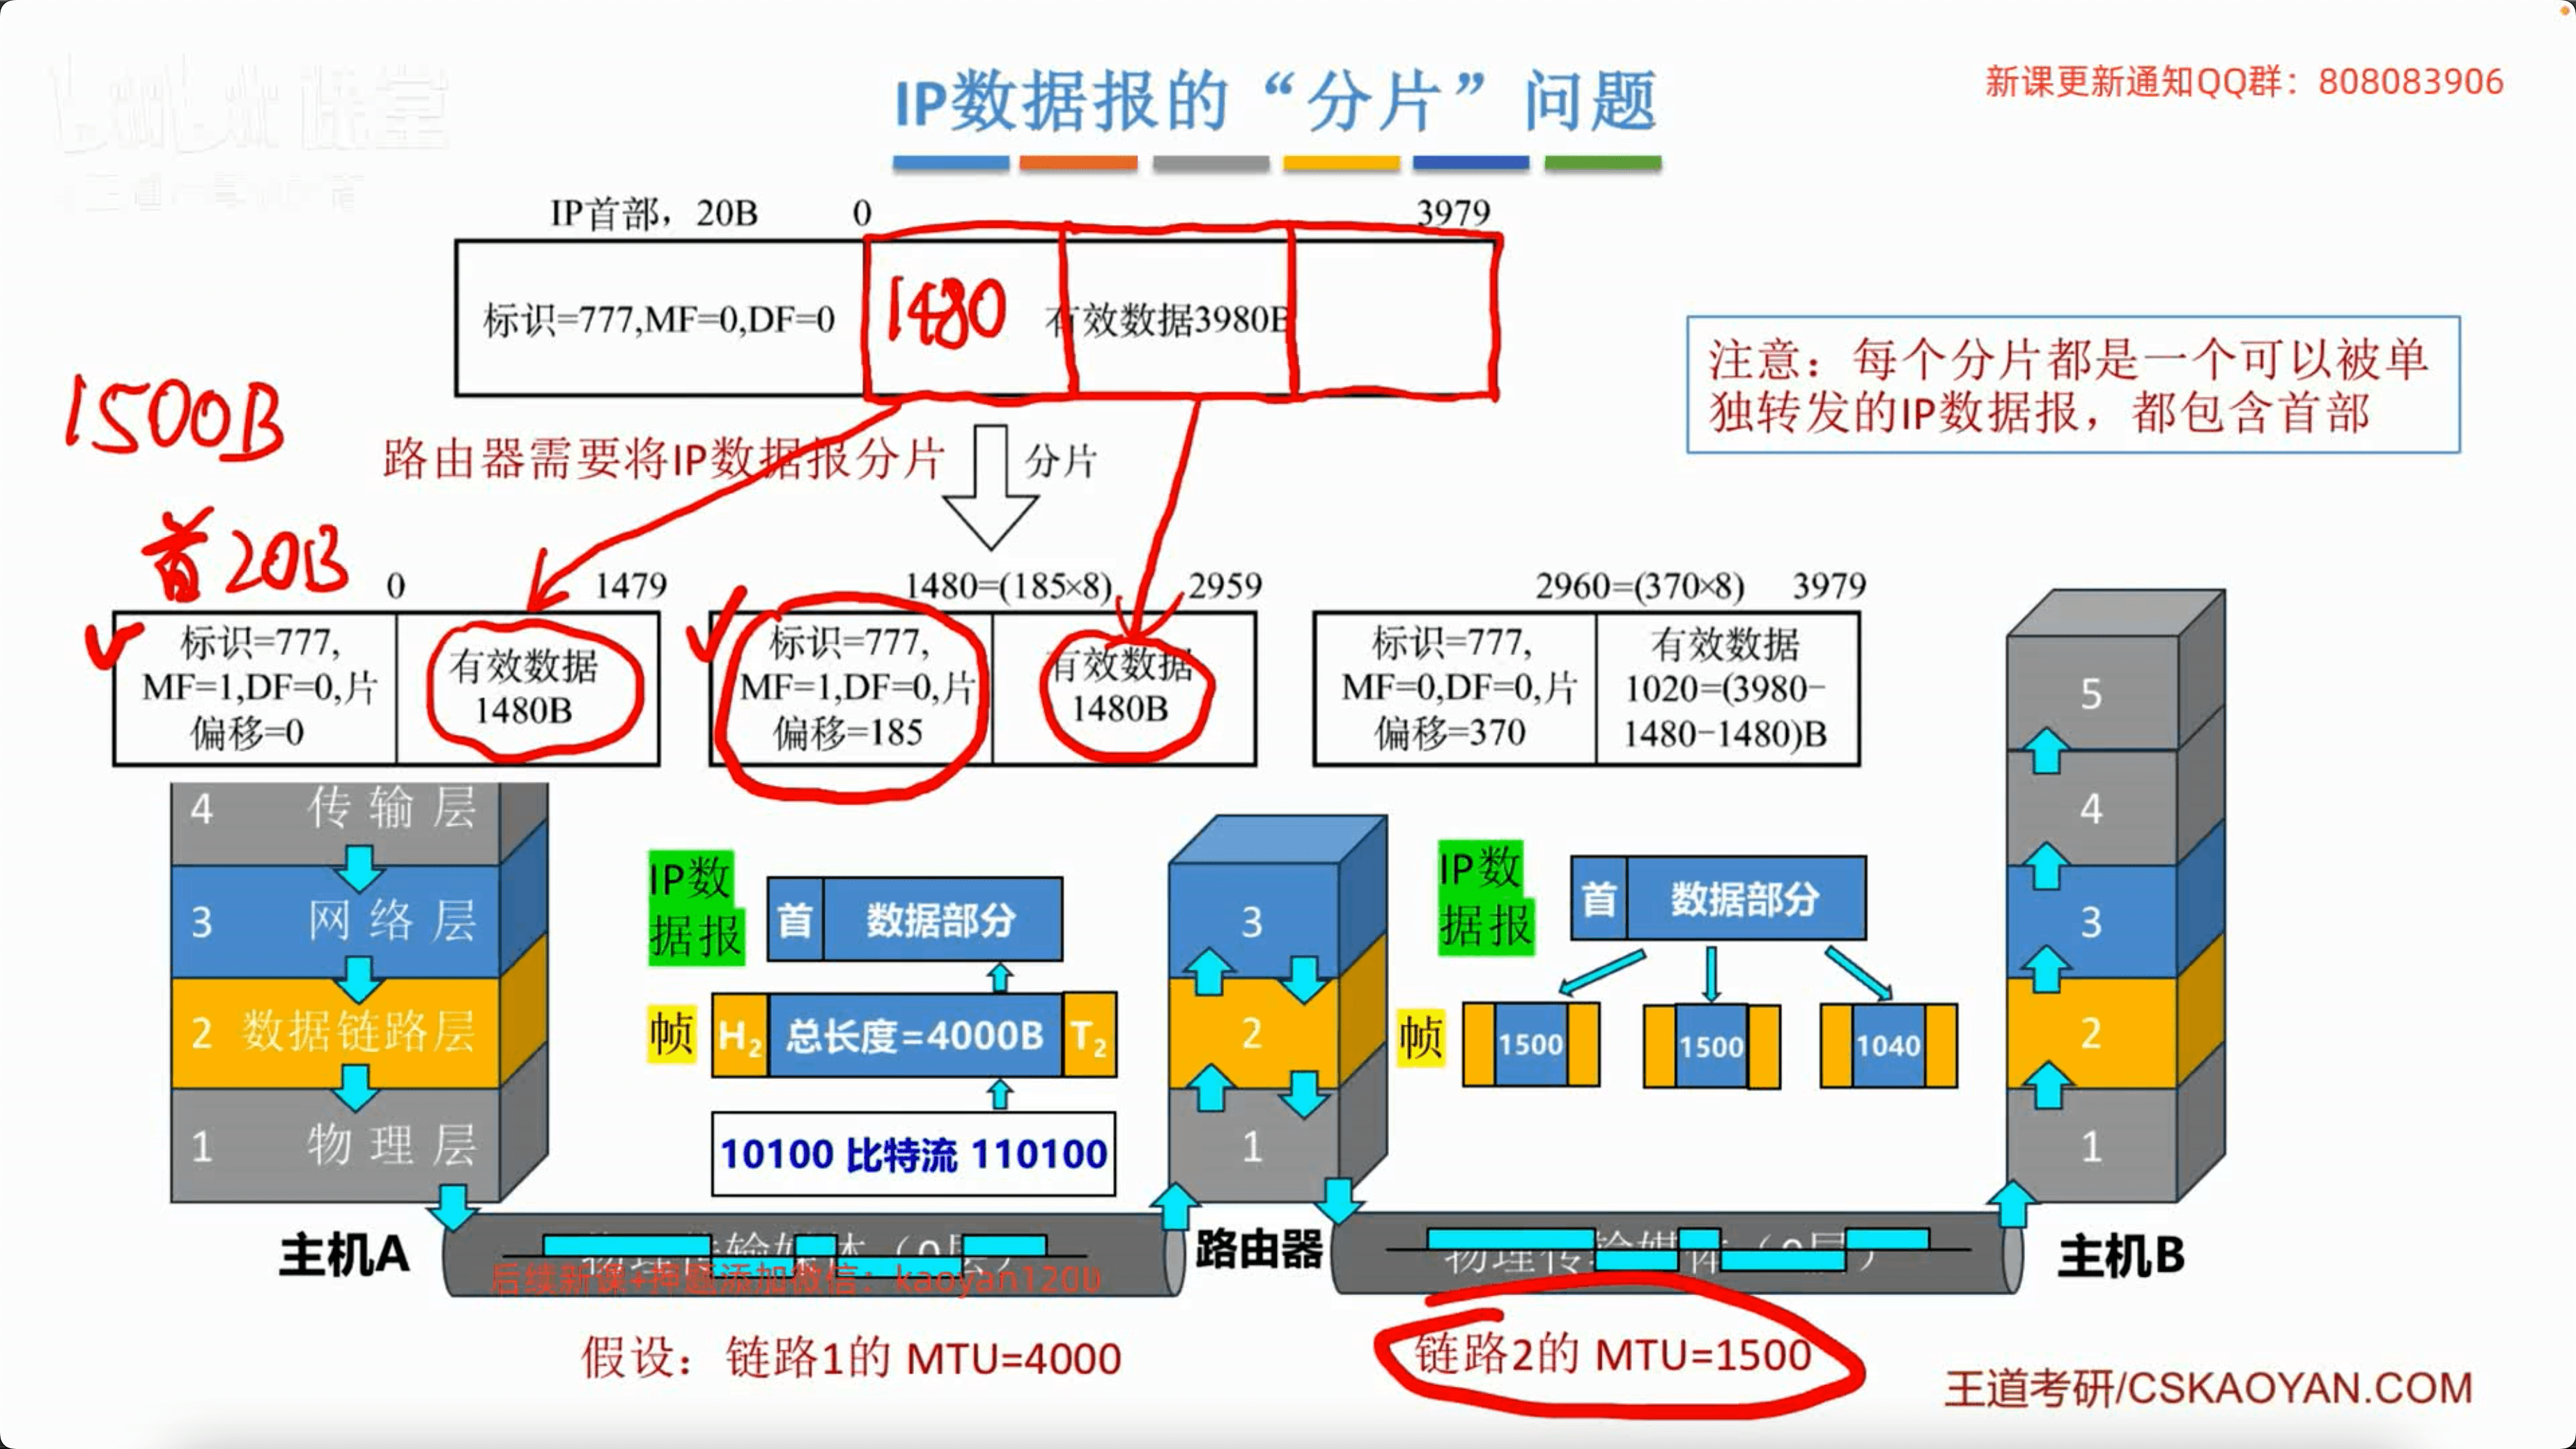 IP数据报的“分片”问题
新课更新通知QQ群：808083906
IP首部，20B
0
3979
标识=777,MF=0,DF=0
1480
有效数据3980B
注意：每个分片都是一个可以被单
独转发的IP数据报，都包含首部
1500B
路由器需要将IP数据报分片
分片
首20B
0
1479
标识=777,
MF=1,DF=0,片
偏移=0
有效数据
1480B
1480=(185×8)
2959
标识=777,
MF=1,DF=0,片
偏移=185
有效数据
1480B
2960=(370×8)
3979
标识=777,
MF=0,DF=0,片
偏移=370
有效数据
1020=(3980−
1480−1480)B
4 传输层
3 网络层
2 数据链路层
1 物理层
主机A
IP数
据报
首 数据部分
帧
H2 总长度=4000B T2
10100 比特流 110100
3
2
1
路由器
IP数
据报
首 数据部分
帧
1500
1500
1040
5
4
3
2
1
主机B
后续新课+押题添加微信：kaoyan1200
假设：链路1的 MTU=4000
链路2的 MTU=1500
王道考研/CSKAOYAN.COM